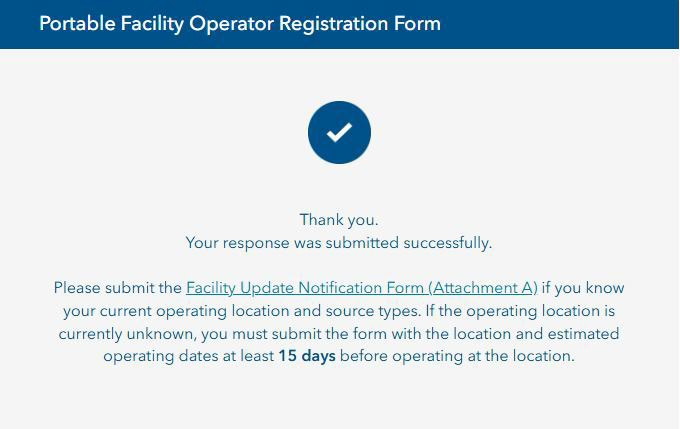 Portable Facility Operator Registration Form
Thank you.
Your response was submitted successfully.
Please submit the Facility Update Notification Form (Attachment A) if you know
your current operating location and source types. If the operating location is
currently unknown, you must submit the form with the location and estimated
operating dates at least 15 days before operating at the location.